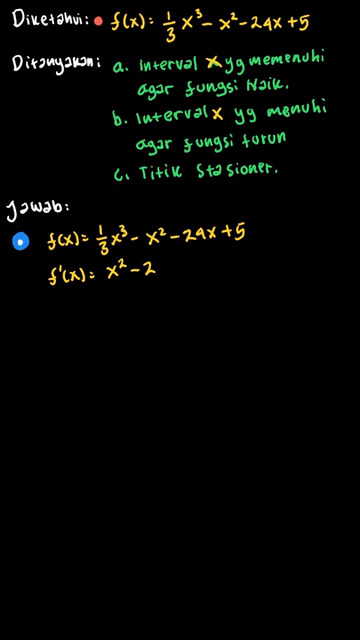 Diketahui: • f(x) = 1/3 x³ - x² - 24x + 5
Ditanyakan: a. Interval x yg memenuhi
agar fungsi Naik.
b. Interval x yg menuhi
agar fungsi turun
c. Titik Stasioner.
Jawab:
f(x) = 1/3 x³ - x² - 24x + 5
f'(x) = x² - 2